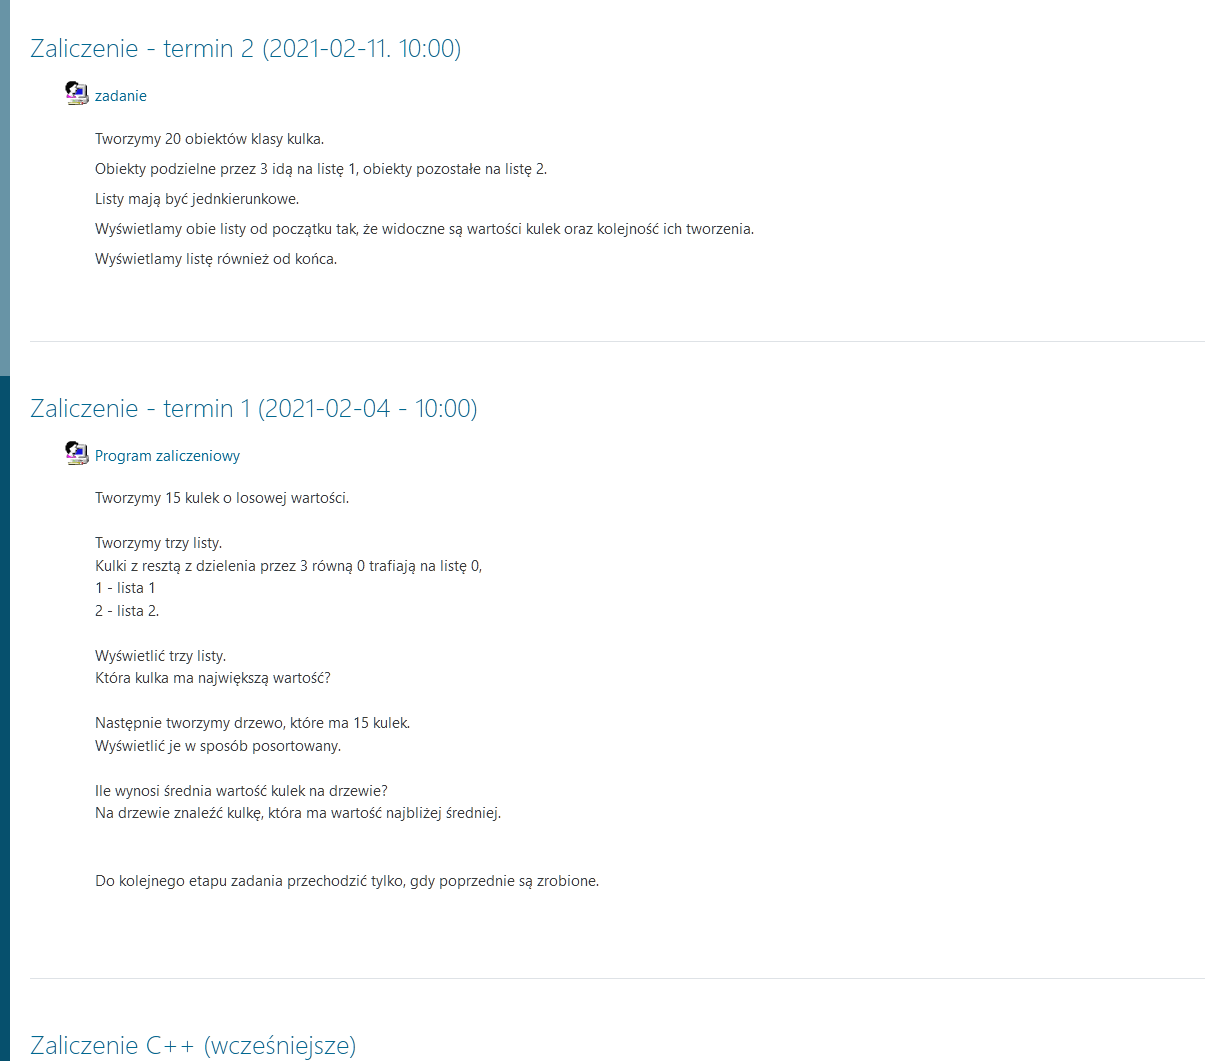 Zaliczenie - termin 2 (2021-02-11. 10:00)
zadanie
Tworzymy 20 obiektów klasy kulka.
Obiekty podzielne przez 3 idą na listę 1, obiekty pozostałe na listę 2.
Listy mają być jednkierunkowe.
Wyświetlamy obie listy od początku tak, że widoczne są wartości kulek oraz kolejność ich tworzenia.
Wyświetlamy listę również od końca.
Zaliczenie - termin 1 (2021-02-04 - 10:00)
Program zaliczeniowy
Tworzymy 15 kulek o losowej wartości.
Tworzymy trzy listy.
Kulki z resztą z dzielenia przez 3 równą 0 trafiają na listę 0,
1 - lista 1
2 - lista 2.
Wyświetlić trzy listy.
Która kulka ma największą wartość?
Następnie tworzymy drzewo, które ma 15 kulek.
Wyświetlić je w sposób posortowany.
Ile wynosi średnia wartość kulek na drzewie?
Na drzewie znaleźć kulkę, która ma wartość najbliżej średniej.
Do kolejnego etapu zadania przechodzić tylko, gdy poprzednie są zrobione.
Zaliczenie C++ (wcześniejsze)